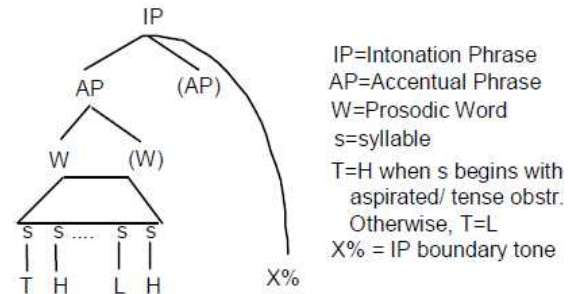 IP
AP (AP)
W (W)
s s .... s s
T H L H X%
IP=Intonation Phrase
AP=Accentual Phrase
W=Prosodic Word
s=syllable
T=H when s begins with
aspirated/ tense obstr.
Otherwise, T=L
X% = IP boundary tone